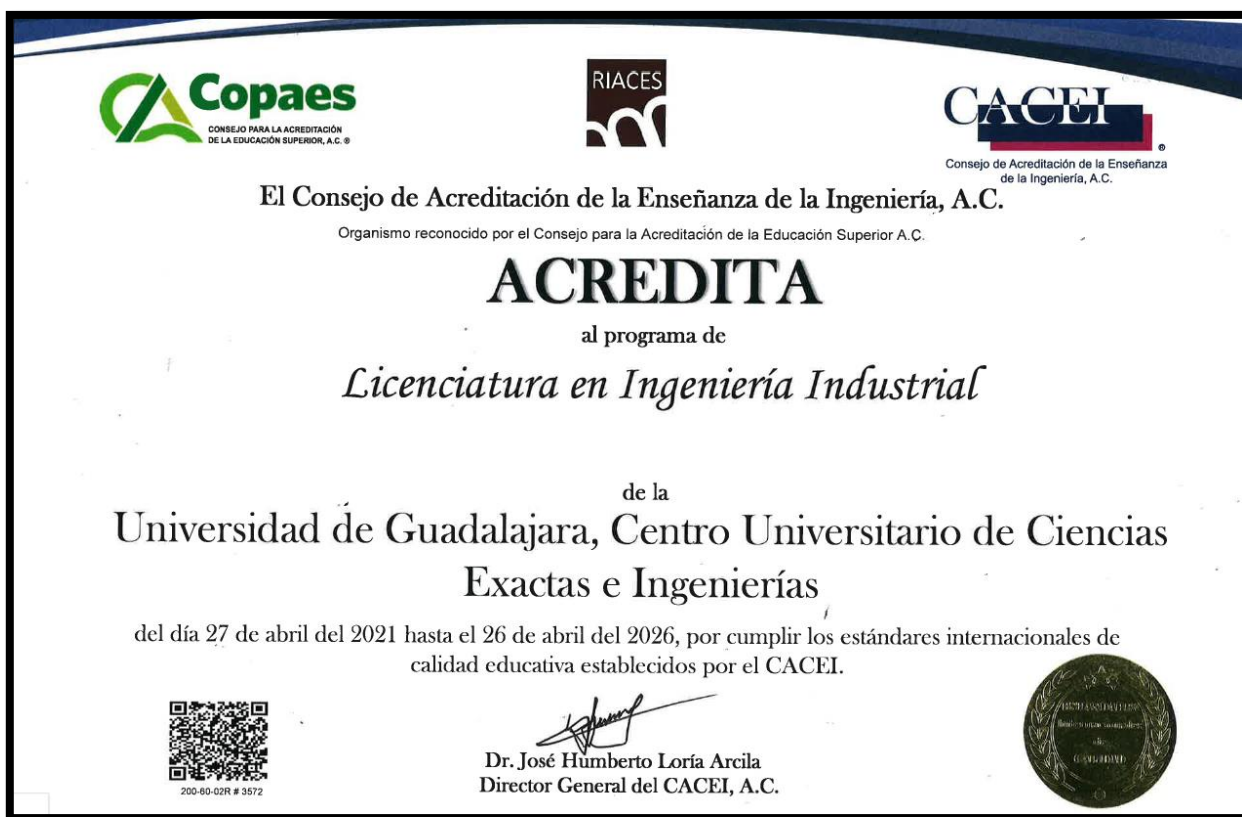 Copaes
CONSEJO PARA LA ACREDITACIÓN
DE LA EDUCACIÓN SUPERIOR, A.C. ®
RIACES
CACEI
®
Consejo de Acreditación de la Enseñanza
de la Ingeniería, A.C.
El Consejo de Acreditación de la Enseñanza de la Ingeniería, A.C.
Organismo reconocido por el Consejo para la Acreditación de la Educación Superior A.C.
ACREDITA
al programa de
Licenciatura en Ingeniería Industrial
de la
Universidad de Guadalajara, Centro Universitario de Ciencias
Exactas e Ingenierías
del día 27 de abril del 2021 hasta el 26 de abril del 2026, por cumplir los estándares internacionales de
calidad educativa establecidos por el CACEI.
Dr. José Humberto Loría Arcila
Director General del CACEI, A.C.
200-60-02R # 3572